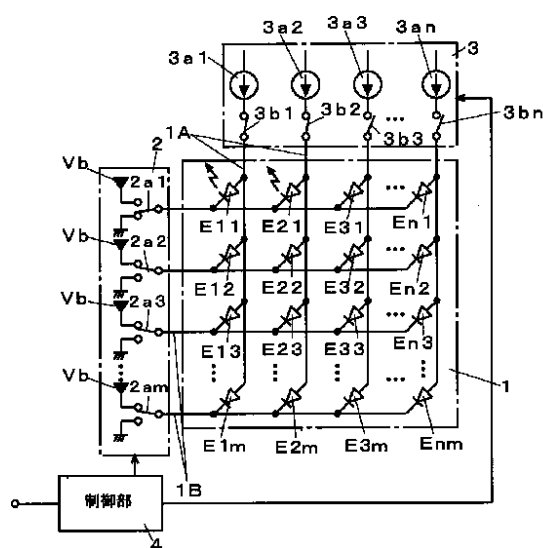 3a1 3a2 3a3 3an 3
3b1 3b2 3b3 ... 3bn
1A
2
Vb 2a1
E11 E21 E31 ... En1
Vb 2a2
E12 E22 E32 En2
Vb 2a3
E13 E23 E33 En3
Vb 2am
1
E1m E2m E3m Enm
1B
制御部
4